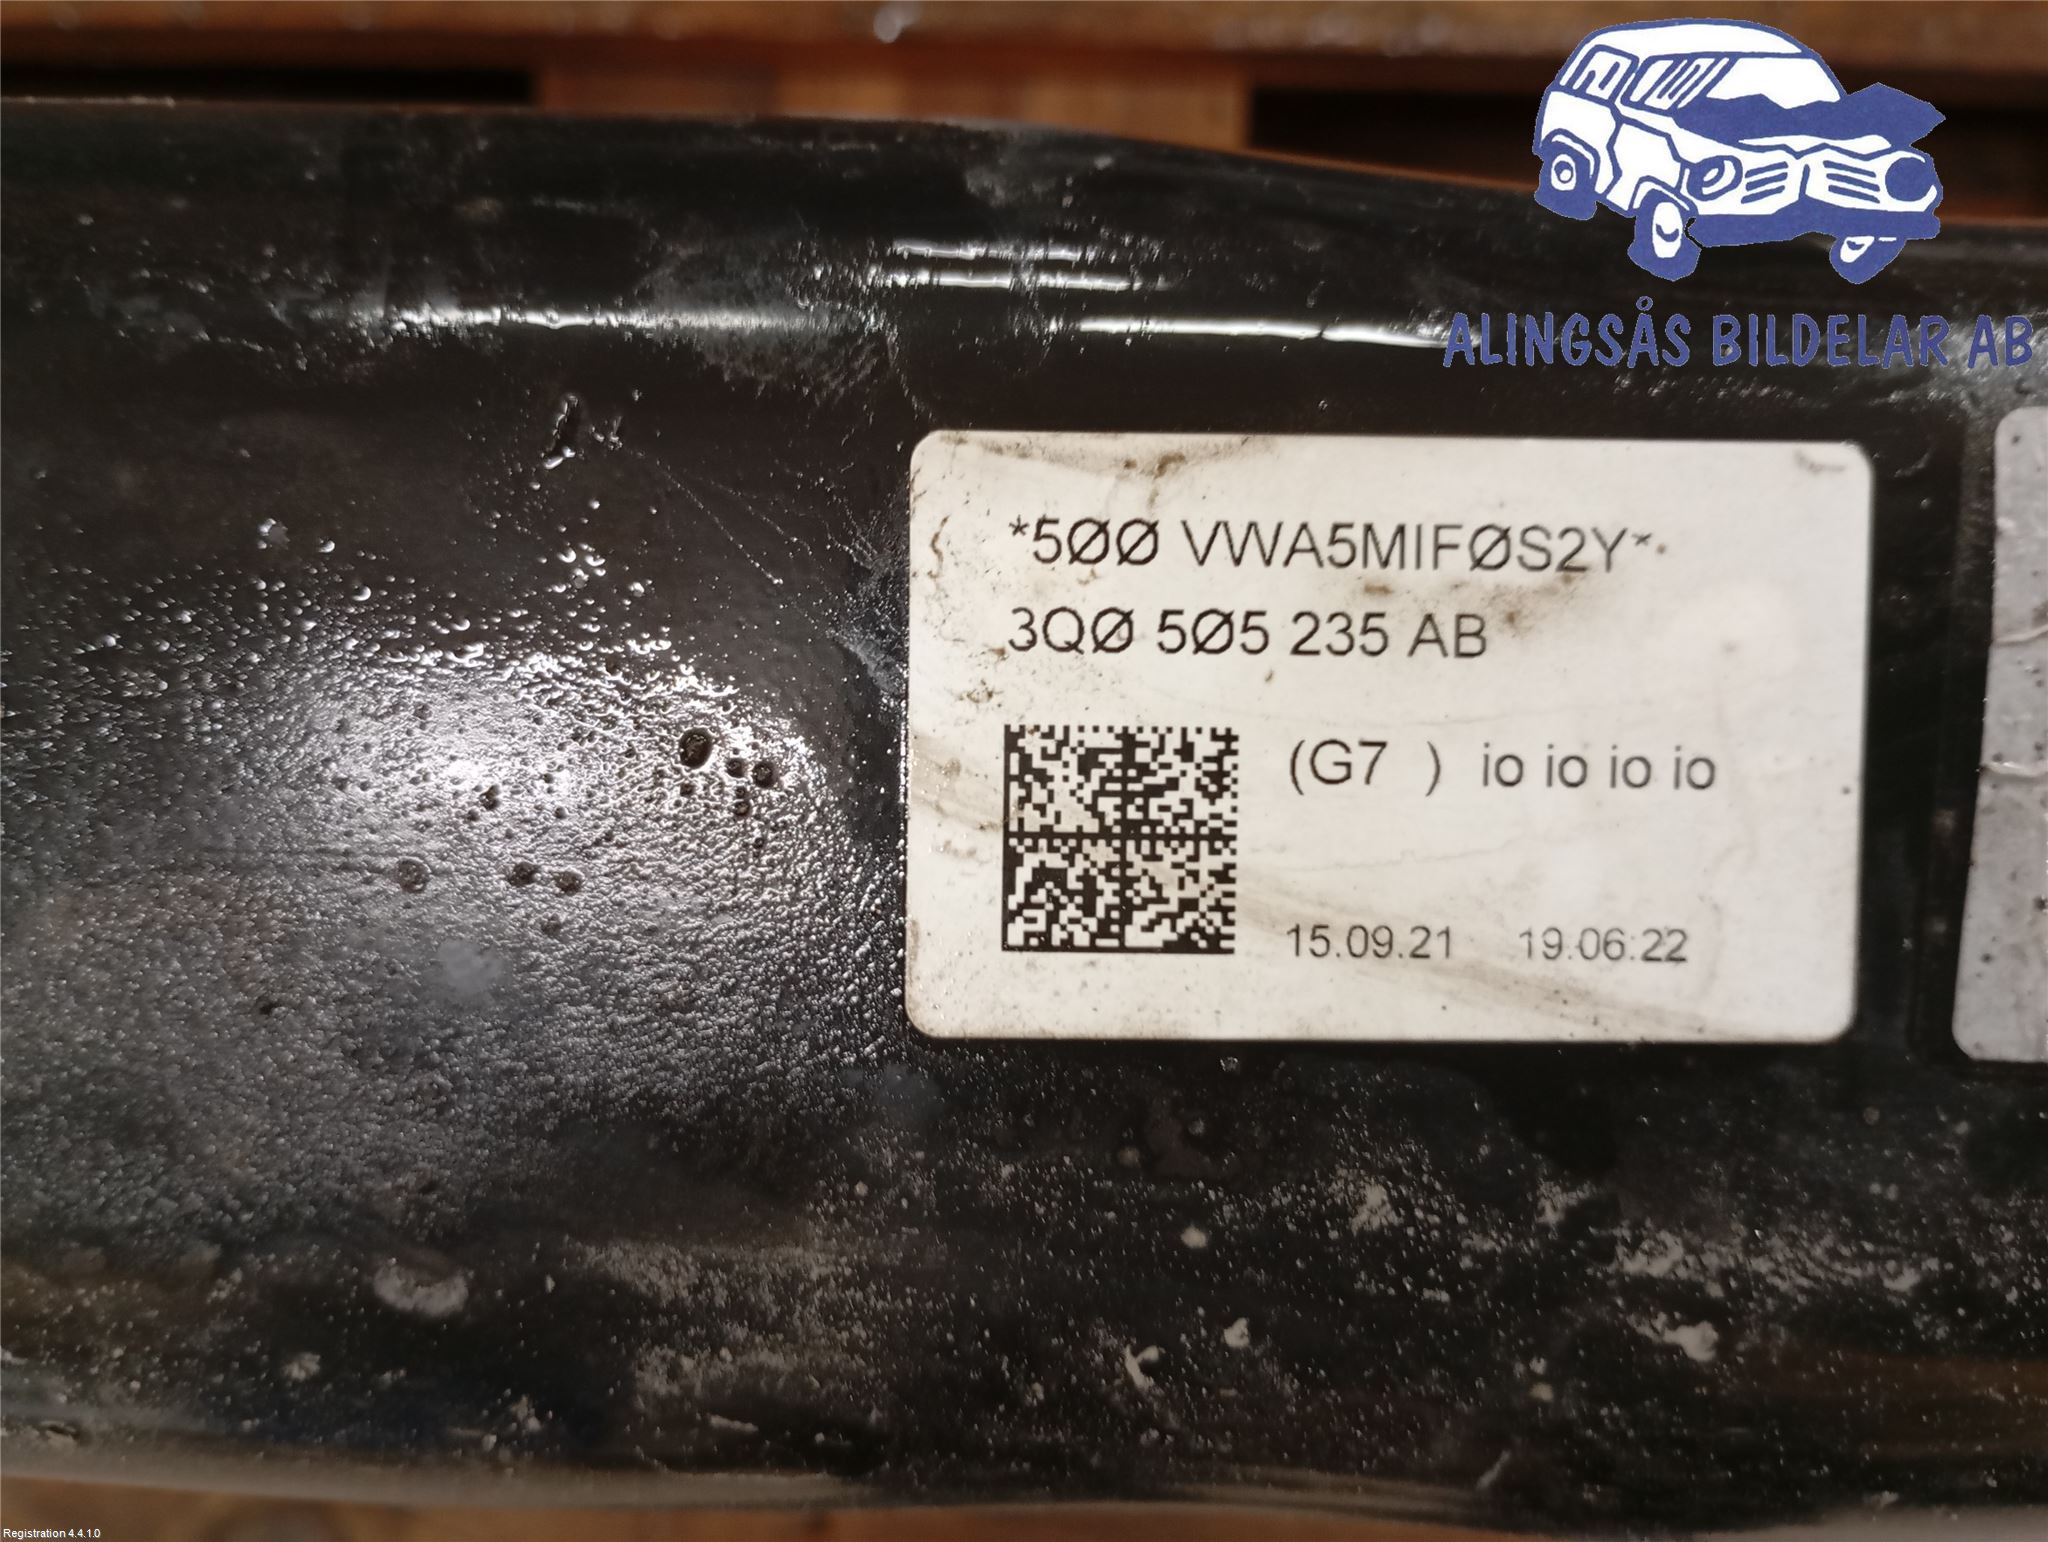 ALINGSÅS BILDELAR AB
*5ØØ VWA5MIFØS2Y*
3QØ 5Ø5 235 AB
(G7 ) io io io io
15.09.21 19:06:22
Registration 4.4.1.0